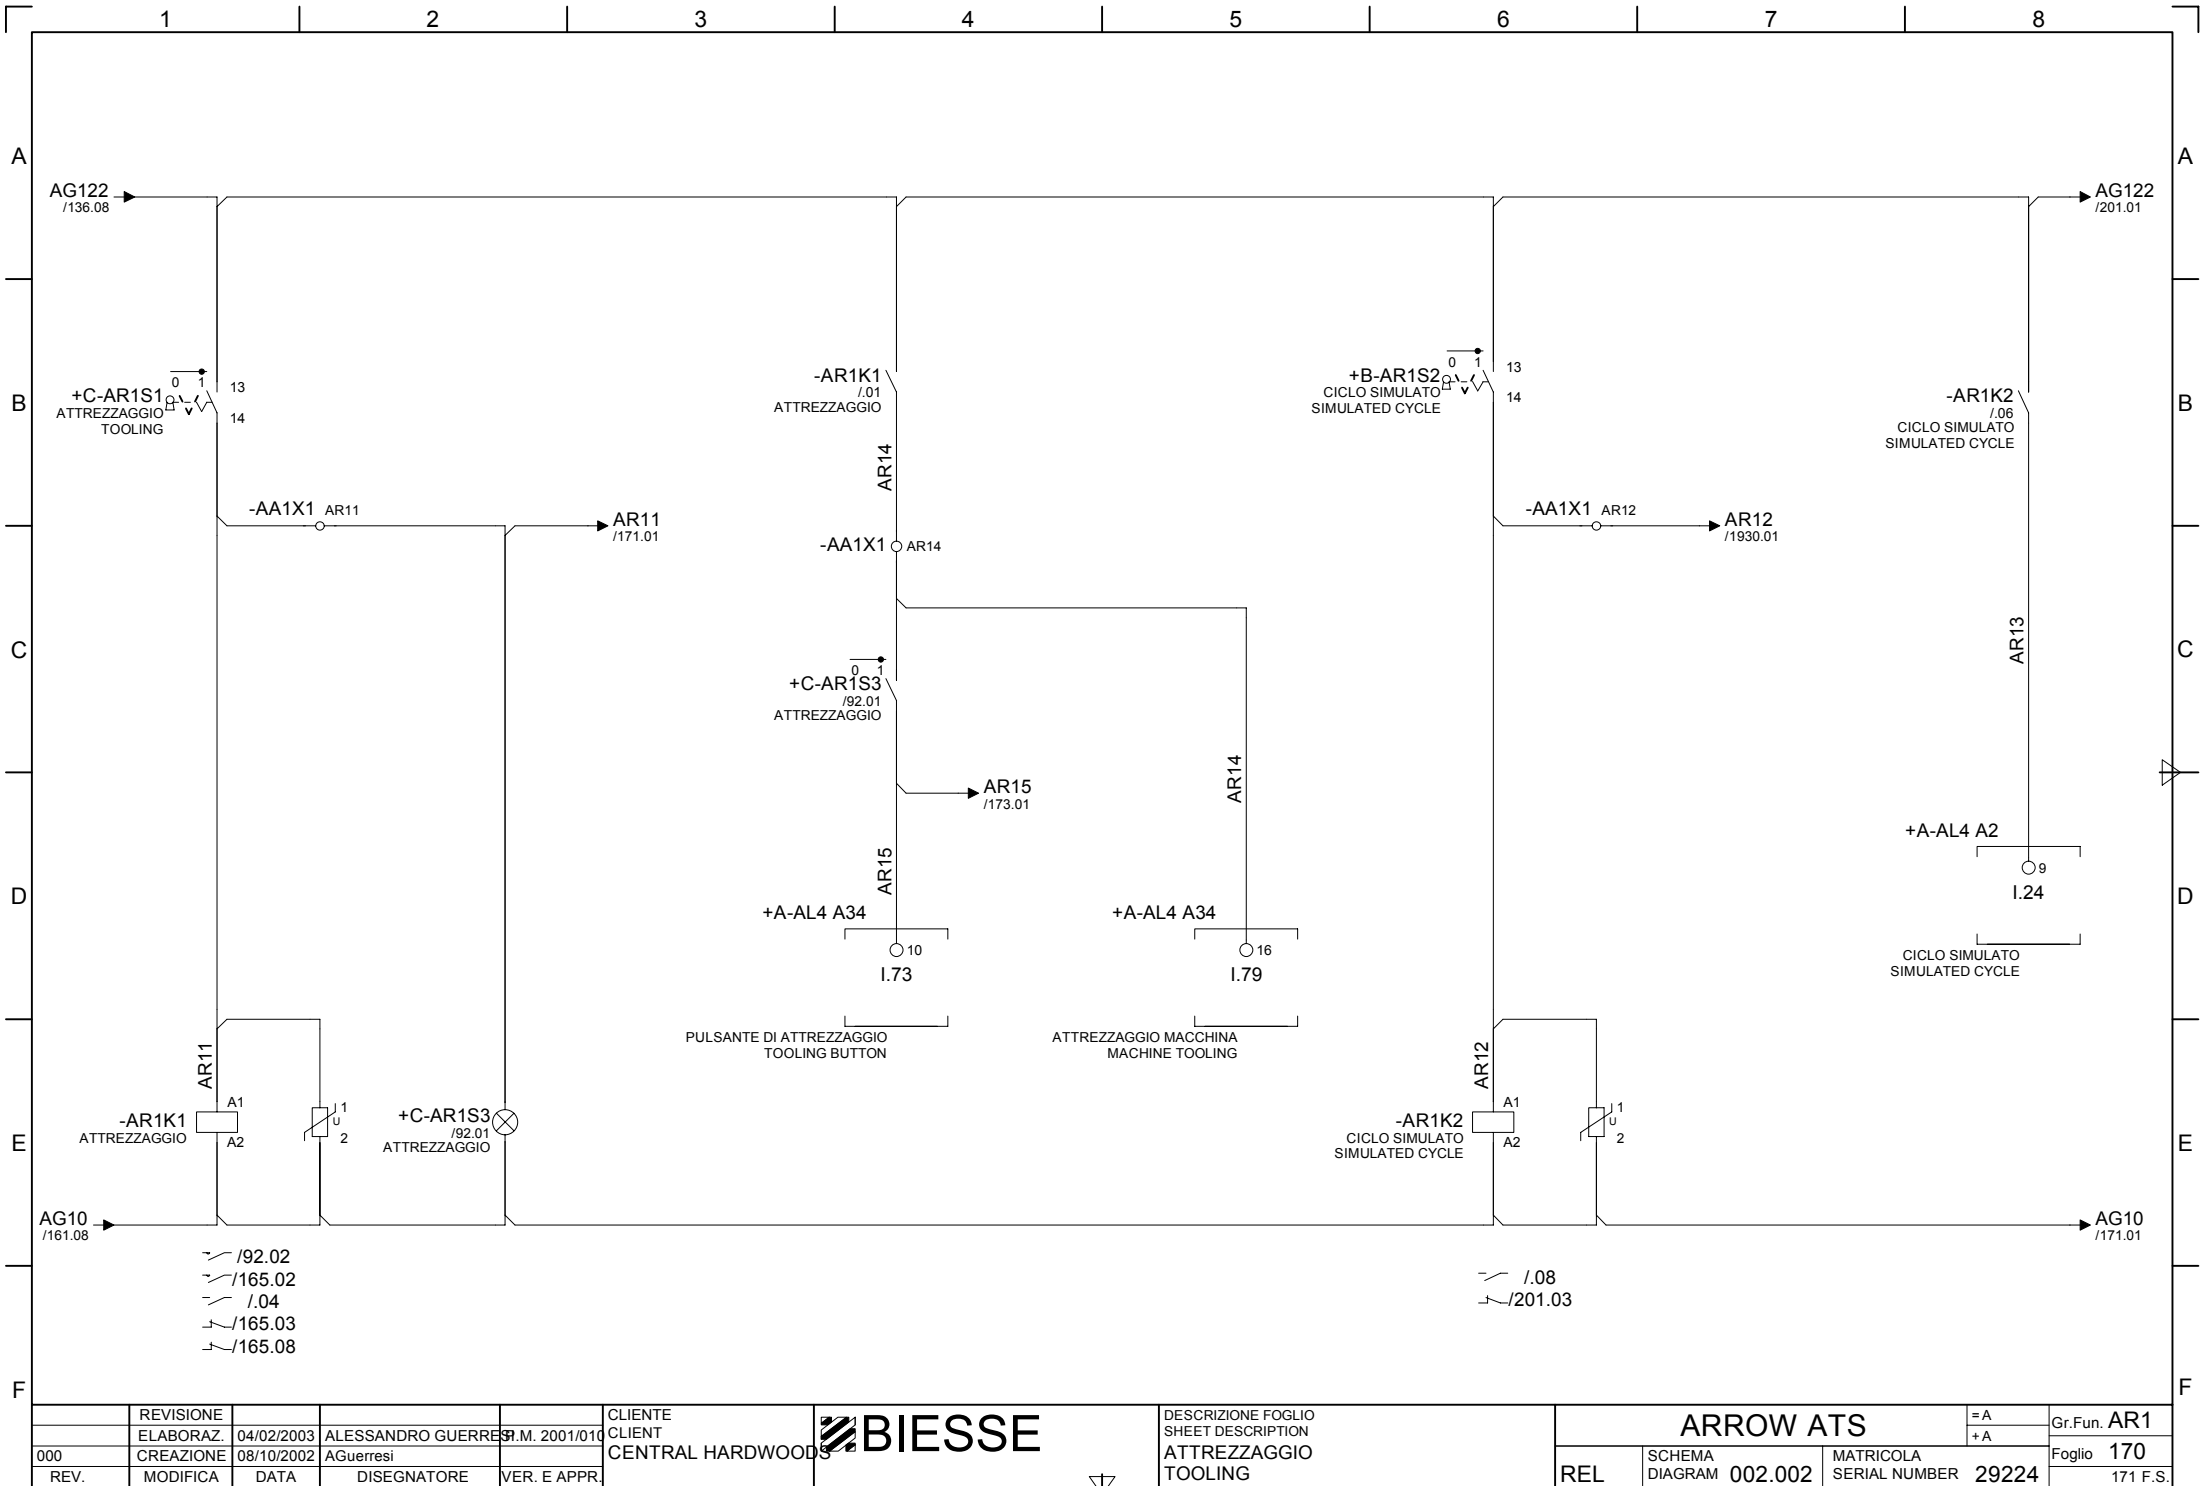 1 2 3 4 5 6 7 8
A A
AG122
/136.08
AG122
/201.01
B B
+C-AR1S1
ATTREZZAGGIO
TOOLING
0 1
13
14
-AR1K1
/.01
ATTREZZAGGIO
AR14
+B-AR1S2
CICLO SIMULATO
SIMULATED CYCLE
0 1
13
14
-AR1K2
/.06
CICLO SIMULATO
SIMULATED CYCLE
-AA1X1 AR11
AR11
/171.01
-AA1X1 AR14
-AA1X1 AR12
AR12
/1930.01
C C
0 1
+C-AR1S3
/92.01
ATTREZZAGGIO
AR13
AR14
AR15
/173.01
D D
AR15
+A-AL4 A34
10
I.73
PULSANTE DI ATTREZZAGGIO
TOOLING BUTTON
+A-AL4 A34
16
I.79
ATTREZZAGGIO MACCHINA
MACHINE TOOLING
+A-AL4 A2
9
I.24
CICLO SIMULATO
SIMULATED CYCLE
E E
AR11
-AR1K1
ATTREZZAGGIO
A1
A2
1
U
2
+C-AR1S3
/92.01
ATTREZZAGGIO
AR12
-AR1K2
CICLO SIMULATO
SIMULATED CYCLE
A1
A2
1
U
2
AG10
/161.08
AG10
/171.01
/92.02
/165.02
/.04
/165.03
/165.08
/.08
/201.03
F F
REVISIONE
ELABORAZ. 04/02/2003 ALESSANDRO GUERRESI P.M. 2001/010
000 CREAZIONE 08/10/2002 AGuerresi
REV. MODIFICA DATA DISEGNATORE VER. E APPR.
CLIENTE
CLIENT
CENTRAL HARDWOODS
BIESSE
DESCRIZIONE FOGLIO
SHEET DESCRIPTION
ATTREZZAGGIO
TOOLING
ARROW ATS
= A
+ A
REL
SCHEMA
DIAGRAM 002.002
MATRICOLA
SERIAL NUMBER 29224
Gr.Fun. AR1
Foglio 170
171 F.S.